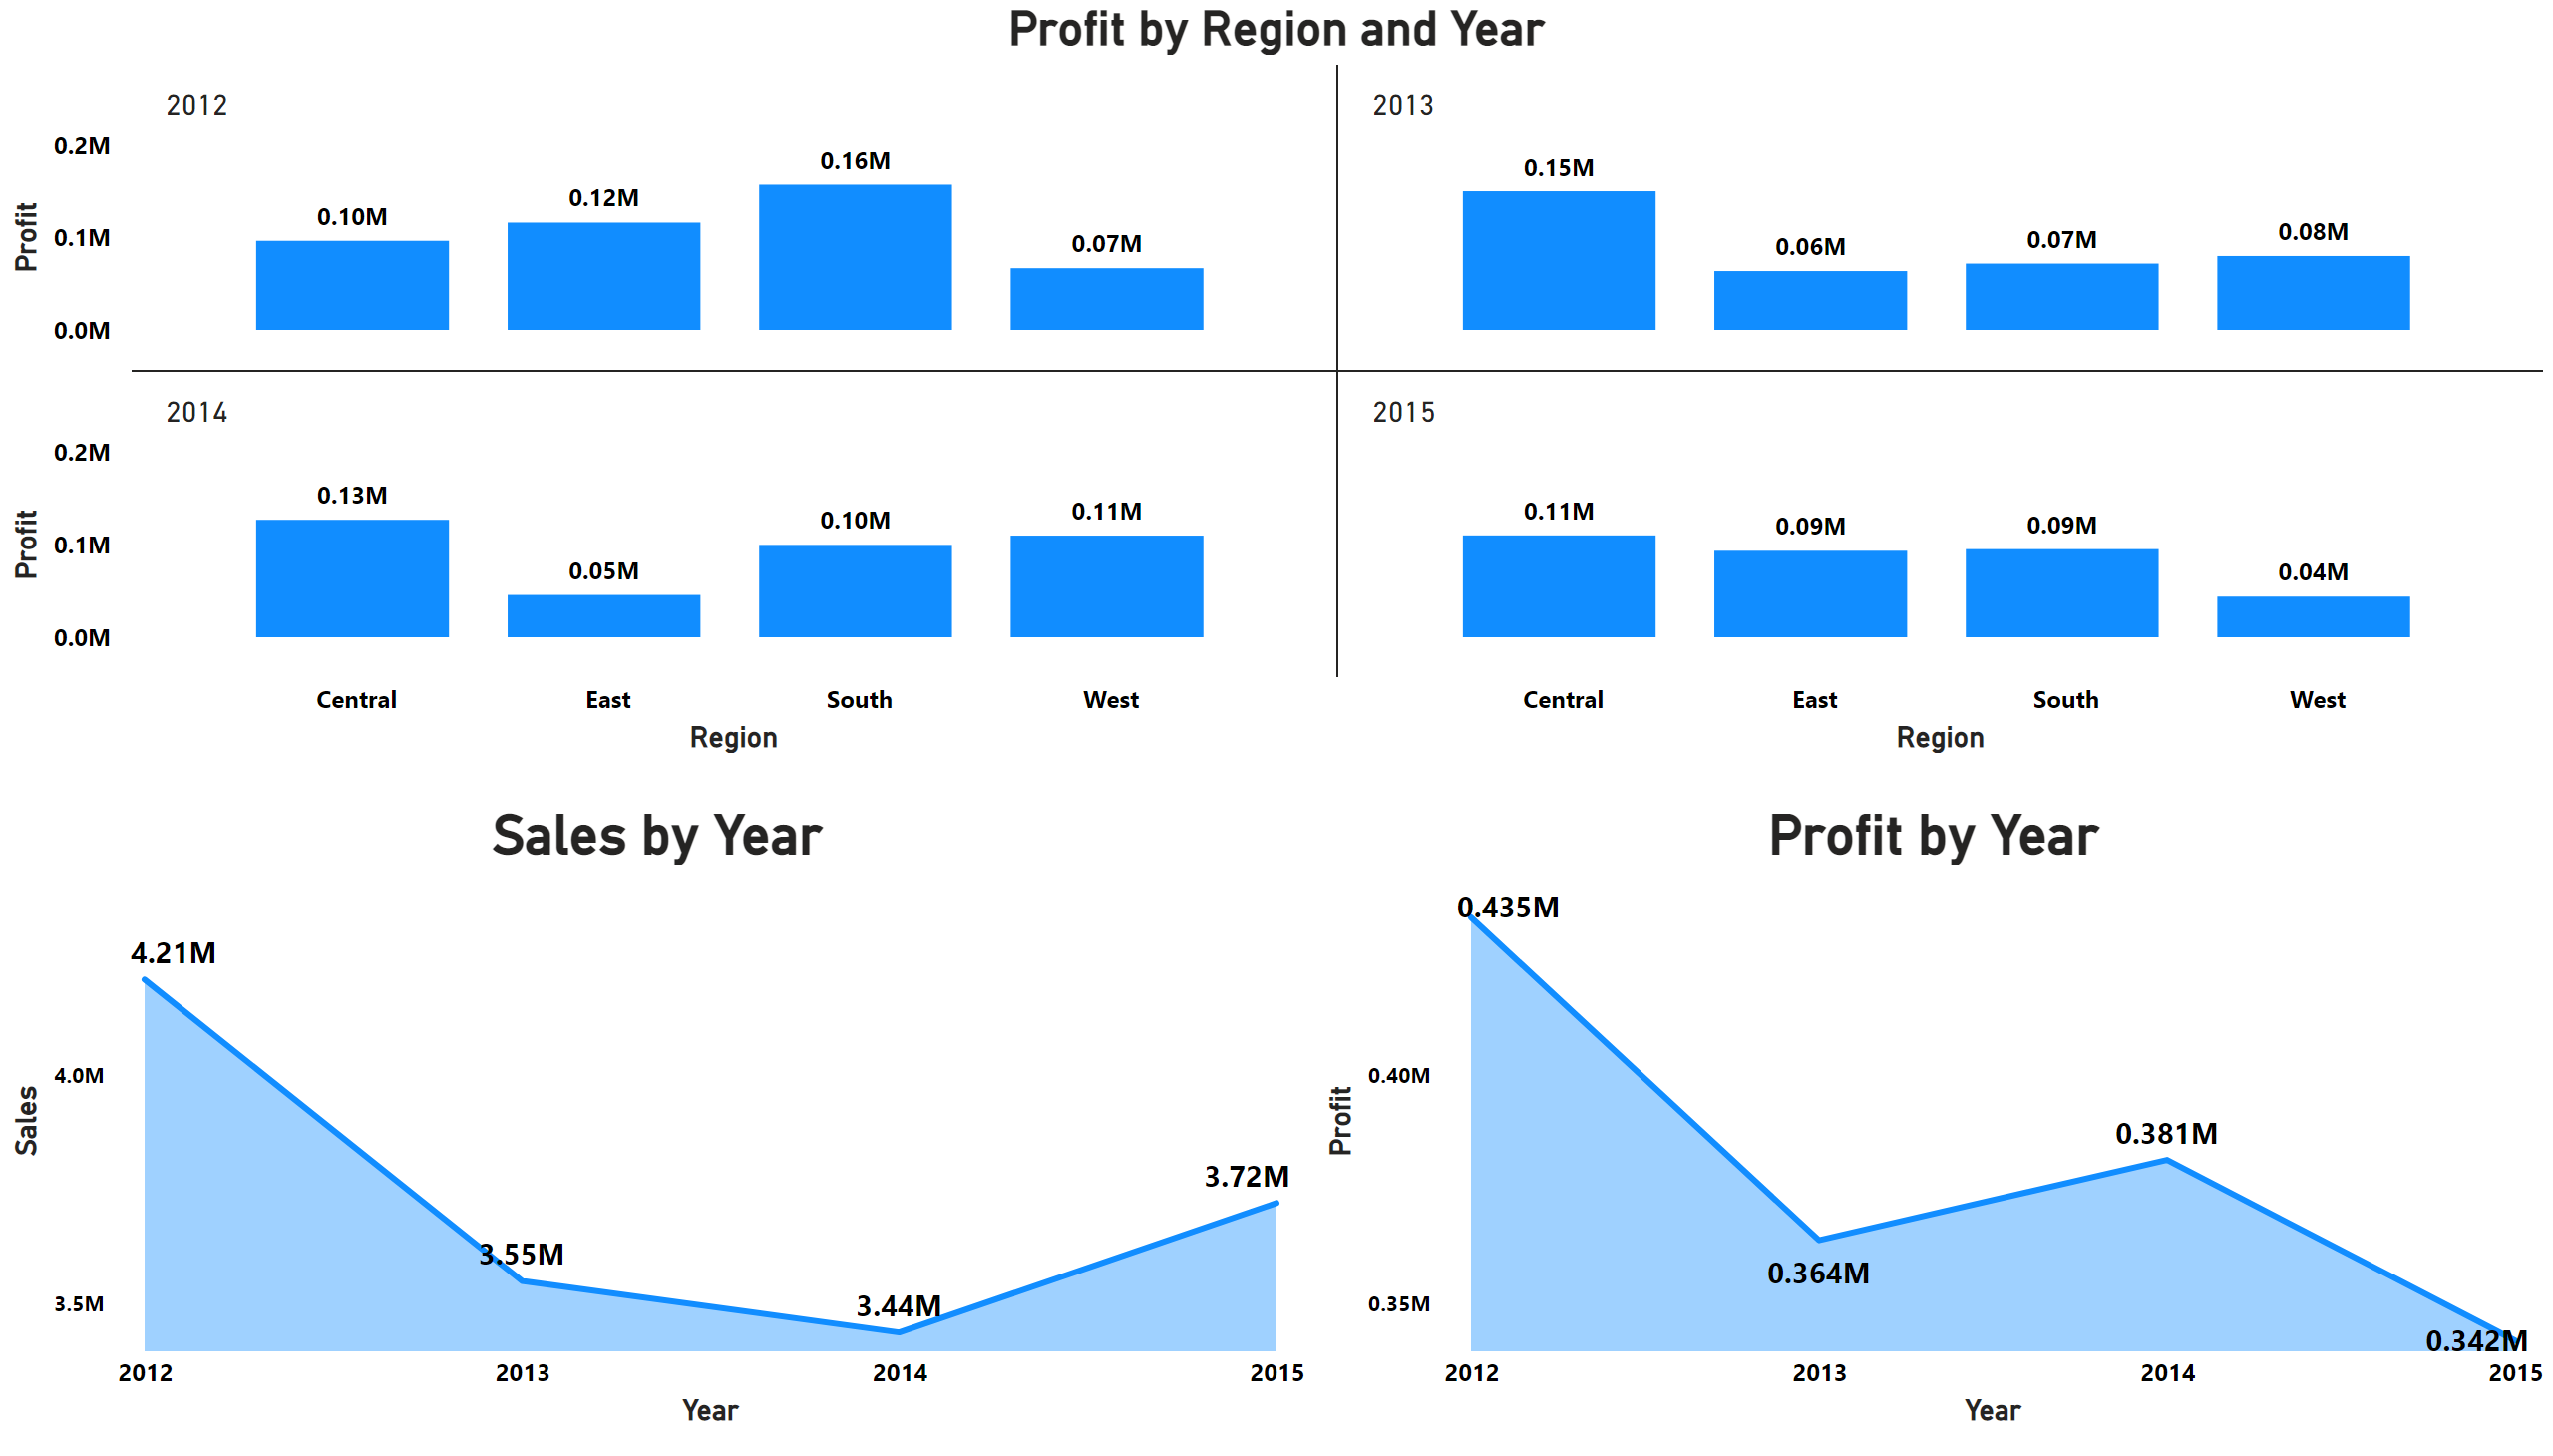 Profit by Region and Year
2012
2013
0.2M
0.1M
0.0M
Profit
0.10M
0.12M
0.16M
0.07M
0.15M
0.06M
0.07M
0.08M
2014
2015
0.2M
0.1M
0.0M
Profit
0.13M
0.05M
0.10M
0.11M
0.11M
0.09M
0.09M
0.04M
Central East South West
Central East South West
Region
Region
Sales by Year
4.21M
3.55M
3.44M
3.72M
4.0M
3.5M
Sales
2012 2013 2014 2015
Year
Profit by Year
0.435M
0.364M
0.381M
0.342M
0.40M
0.35M
Profit
2012 2013 2014 2015
Year